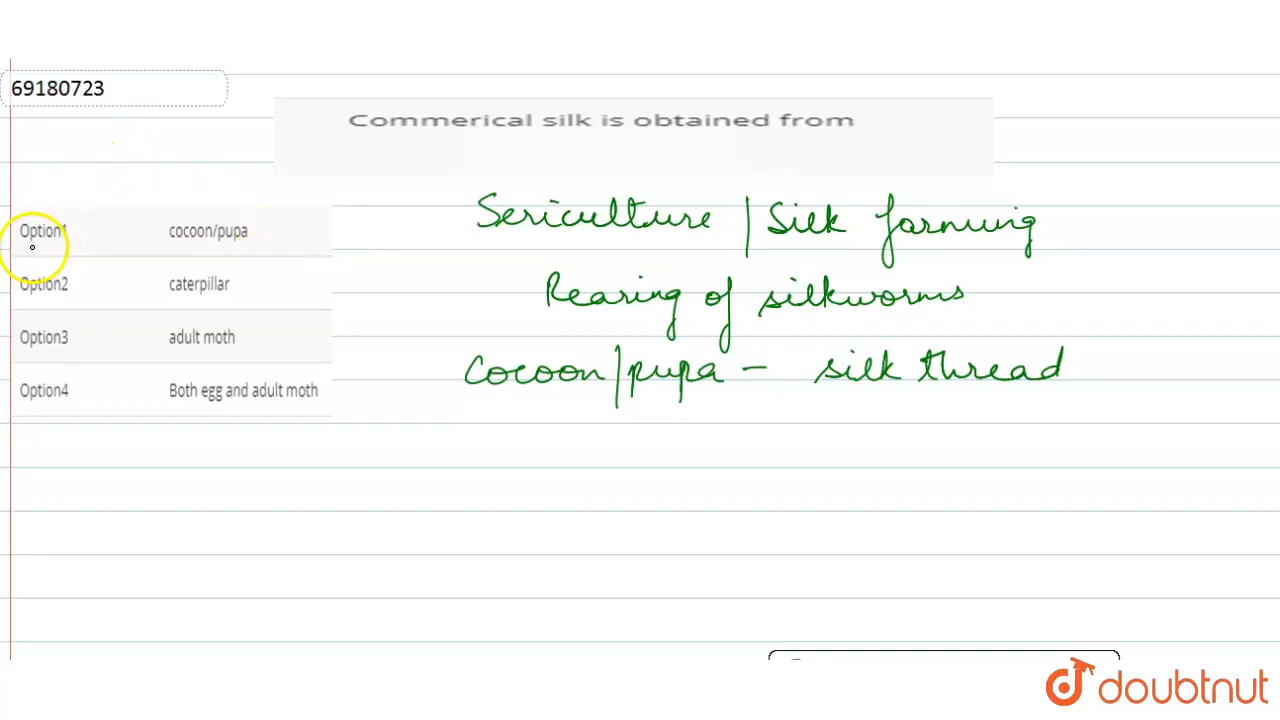 69180723
Commerical silk is obtained from
Option1 cocoon/pupa
Option2 caterpillar
Option3 adult moth
Option4 Both egg and adult moth
Sericulture | Silk farming
Rearing of silkworms
Cocoon/pupa - silk thread
doubtnut